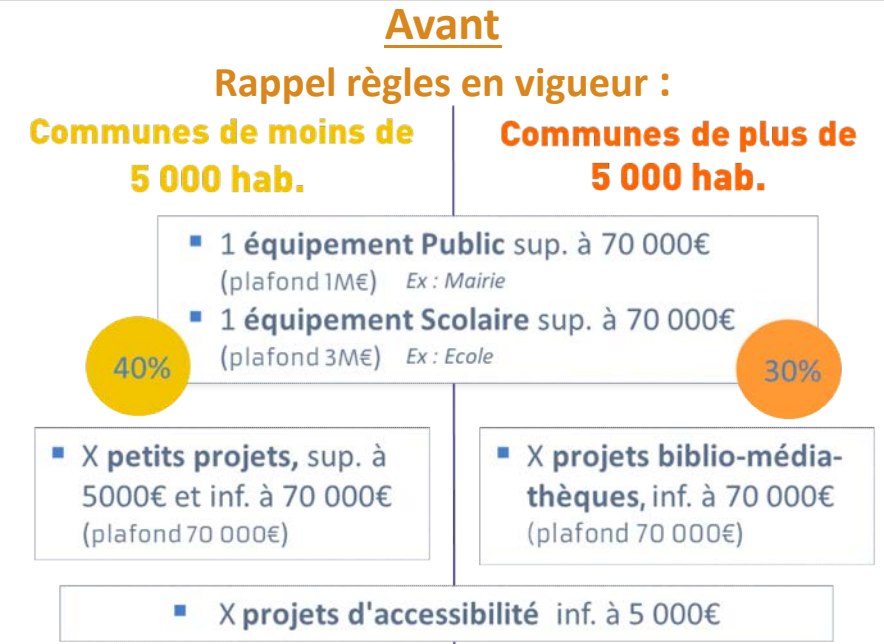 Avant
Rappel règles en vigueur :
Communes de moins de
5 000 hab.
Communes de plus de
5 000 hab.
▪ 1 équipement Public sup. à 70 000€
(plafond 1M€) Ex : Mairie
▪ 1 équipement Scolaire sup. à 70 000€
(plafond 3M€) Ex : Ecole
40%
30%
▪ X petits projets, sup. à
5000€ et inf. à 70 000€
(plafond 70 000€)
▪ X projets biblio-média-
thèques, inf. à 70 000€
(plafond 70 000€)
▪ X projets d'accessibilité inf. à 5 000€